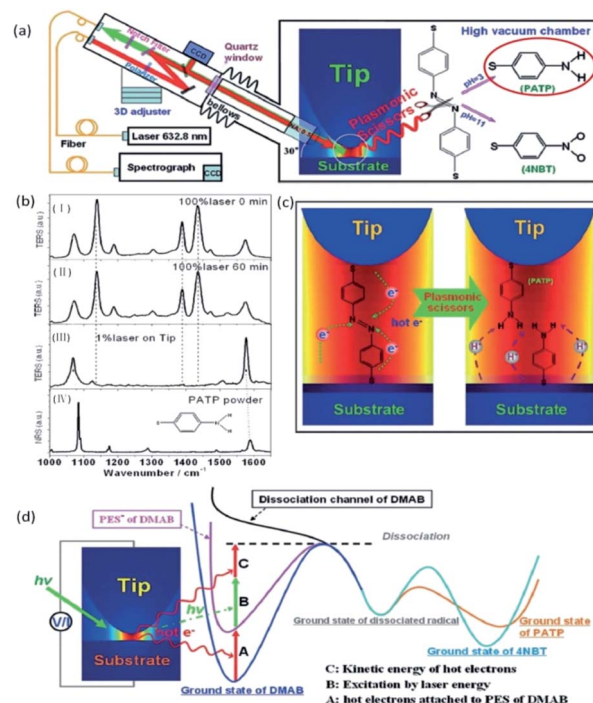 (a)
Notch Filter
Polarizer
CCD
Quartz
window
bellows
3D adjuster
Fiber
Laser 632.8 nm
Spectrograph
CCD
30°
Tip
Substrate
Plasmonic
Scissors
High vacuum chamber
S
N
N
S
pH=3
pH=11
S
N
H
H
(PATP)
S
N
O
O
(4NBT)
(b)
(I)
100%laser 0 min
TERS (a.u.)
(II)
100%laser 60 min
TERS (a.u.)
(III)
1%laser on Tip
TERS (a.u.)
(IV)
PATP powder
S
N
H
H
NRS (a.u.)
1000 1100 1200 1300 1400 1500 1600
Wavenumber / cm⁻¹
(c)
Tip
S
e⁻
hot e⁻
N
N
e⁻
e⁻
S
Substrate
Plasmonic
scissors
Tip
S
(PATP)
N
H
H
H
H
N
H⁺
H⁺
H⁺
S
Substrate
(d)
Dissociation channel of DMAB
PES⁻ of DMAB
Dissociation
hv
V/I
Tip
hv
hot e⁻
Substrate
C
B
A
Ground state of DMAB
Ground state of dissociated radical
Ground state
of PATP
Ground state of 4NBT
C: Kinetic energy of hot electrons
B: Excitation by laser energy
A: hot electrons attached to PES of DMAB